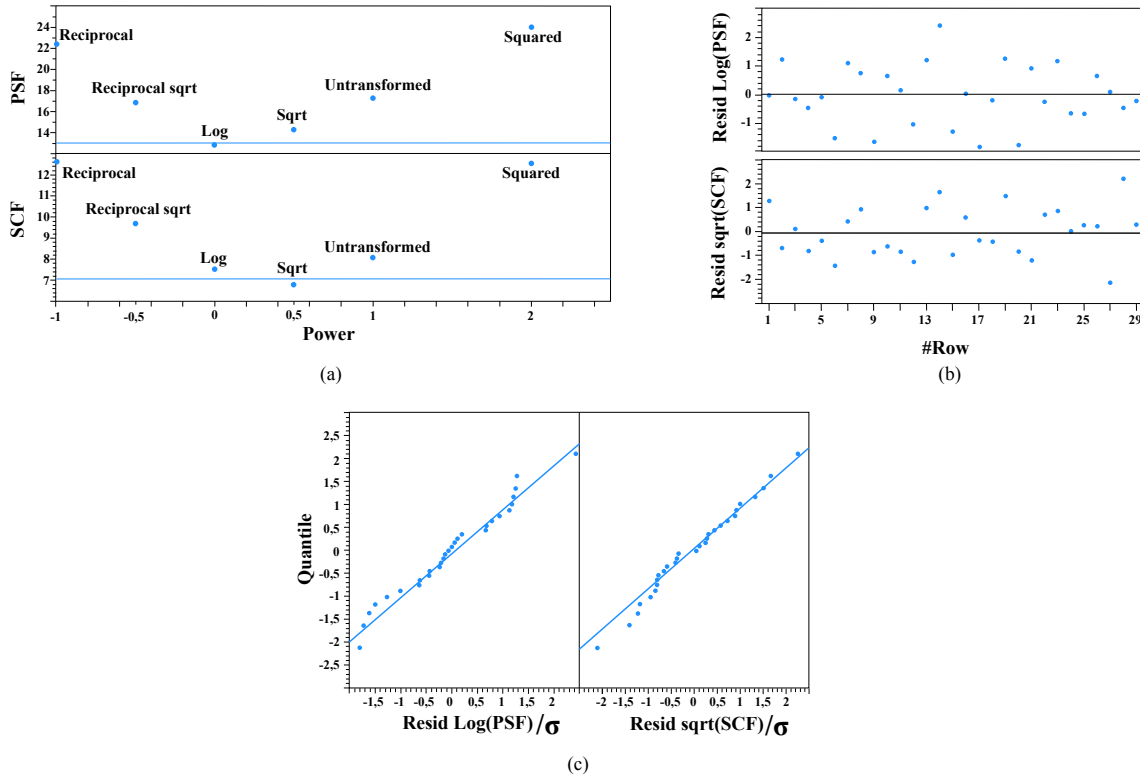 PSF
24
22
20
18
16
14
Reciprocal
Reciprocal sqrt
Log
Sqrt
Untransformed
Squared
SCF
12
11
10
9
8
7
Reciprocal
Reciprocal sqrt
Log
Sqrt
Untransformed
Squared
-1 -0,5 0 0,5 1 2
Power
(a)
Resid Log(PSF)
2
1
0
-1
Resid sqrt(SCF)
2
1
0
-1
-2
1 5 9 13 17 21 25 29
#Row
(b)
Quantile
2,5
2
1,5
1
0,5
0
-0,5
-1
-1,5
-2
-2,5
-1,5 -1 -0,5 0 0,5 1 1,5 2
Resid Log(PSF)/σ
-2 -1,5 -1 -0,5 0 0,5 1 1,5 2
Resid sqrt(SCF)/σ
(c)